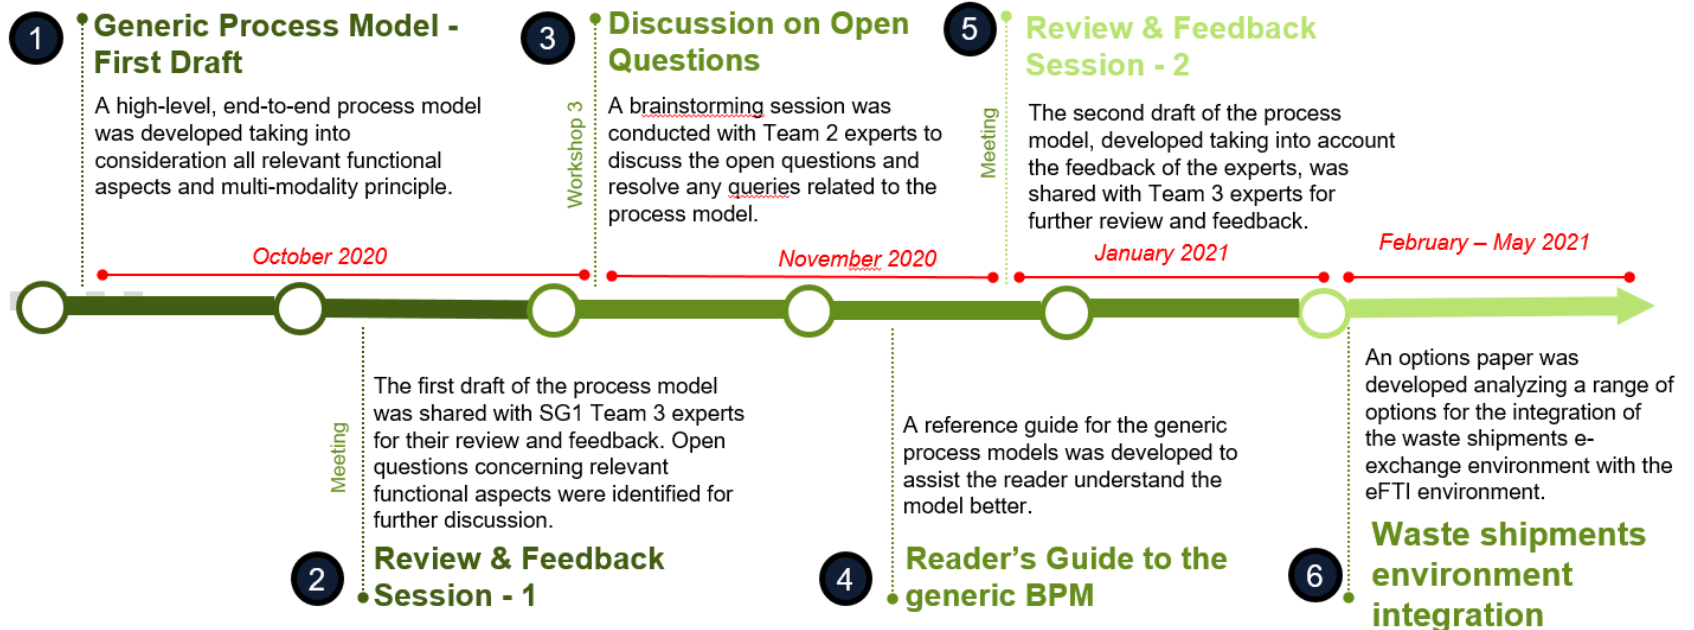 1
Generic Process Model -
First Draft
A high-level, end-to-end process model
was developed taking into
consideration all relevant functional
aspects and multi-modality principle.
3
Workshop 3
Discussion on Open
Questions
A brainstorming session was
conducted with Team 2 experts to
discuss the open questions and
resolve any queries related to the
process model.
5
Meeting
Review & Feedback
Session - 2
The second draft of the process
model, developed taking into account
the feedback of the experts, was
shared with Team 3 experts for
further review and feedback.
October 2020
November 2020
January 2021
February – May 2021
Meeting
The first draft of the process model
was shared with SG1 Team 3 experts
for their review and feedback. Open
questions concerning relevant
functional aspects were identified for
further discussion.
2
Review & Feedback
Session - 1
A reference guide for the generic
process models was developed to
assist the reader understand the
model better.
4
Reader’s Guide to the
generic BPM
An options paper was
developed analyzing a range of
options for the integration of
the waste shipments e-
exchange environment with the
eFTI environment.
6
Waste shipments
environment
integration